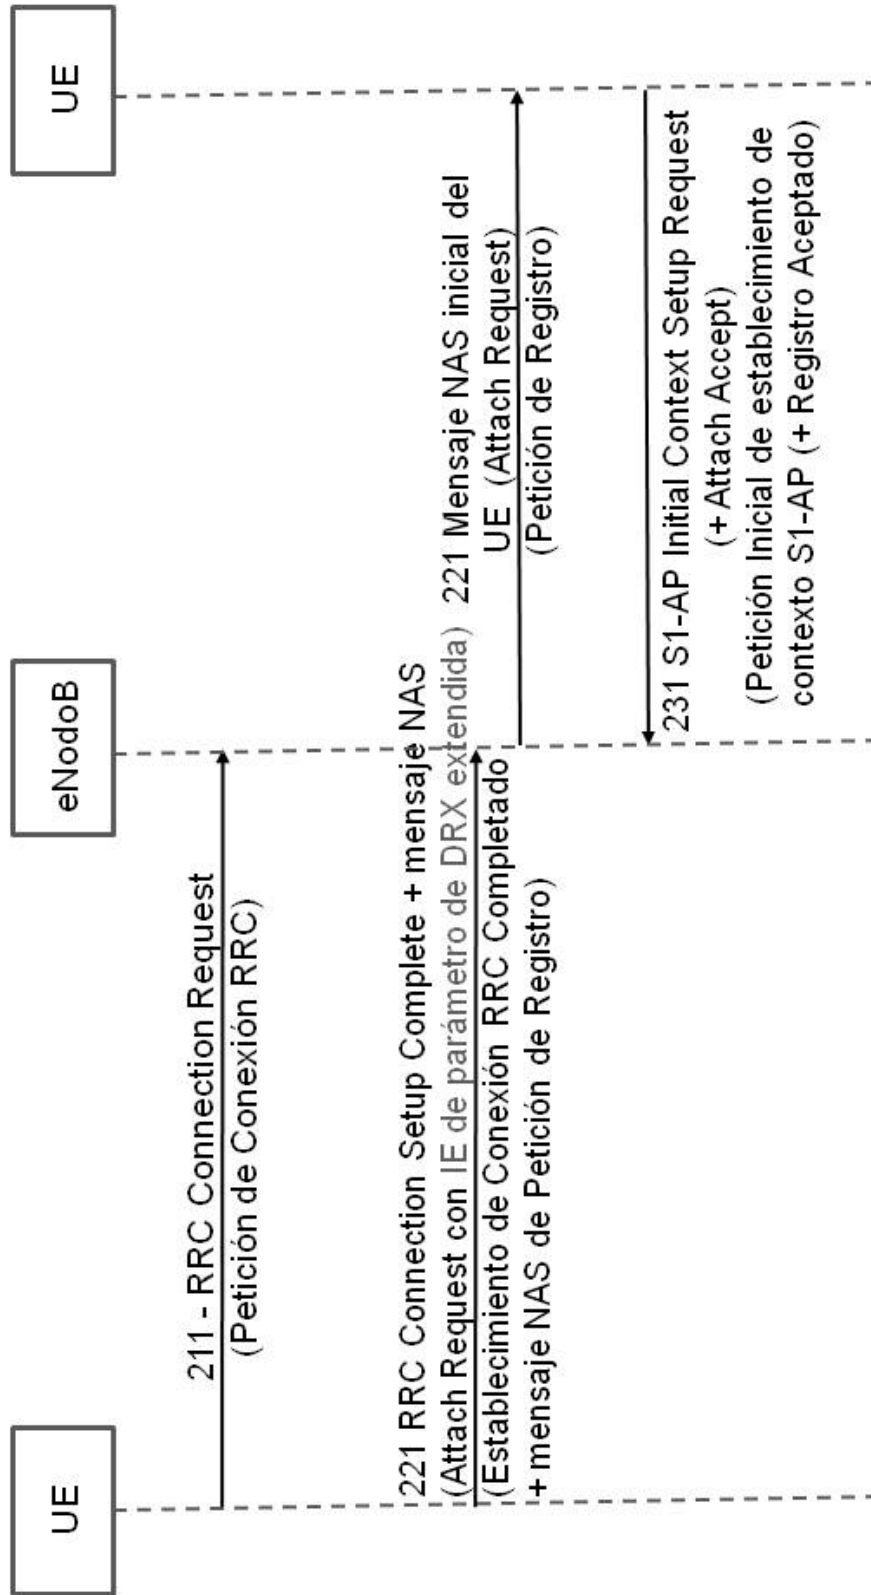 UE
eNodoB
UE
211 - RRC Connection Request
(Petición de Conexión RRC)
221 RRC Connection Setup Complete + mensaje NAS
(Attach Request con IE de parámetro de DRX extendida)
(Establecimiento de Conexión RRC Completado
+ mensaje NAS de Petición de Registro)
221 Mensaje NAS inicial del
UE (Attach Request)
(Petición de Registro)
231 S1-AP Initial Context Setup Request
(+ Attach Accept)
(Petición Inicial de establecimiento de
contexto S1-AP (+ Registro Aceptado)